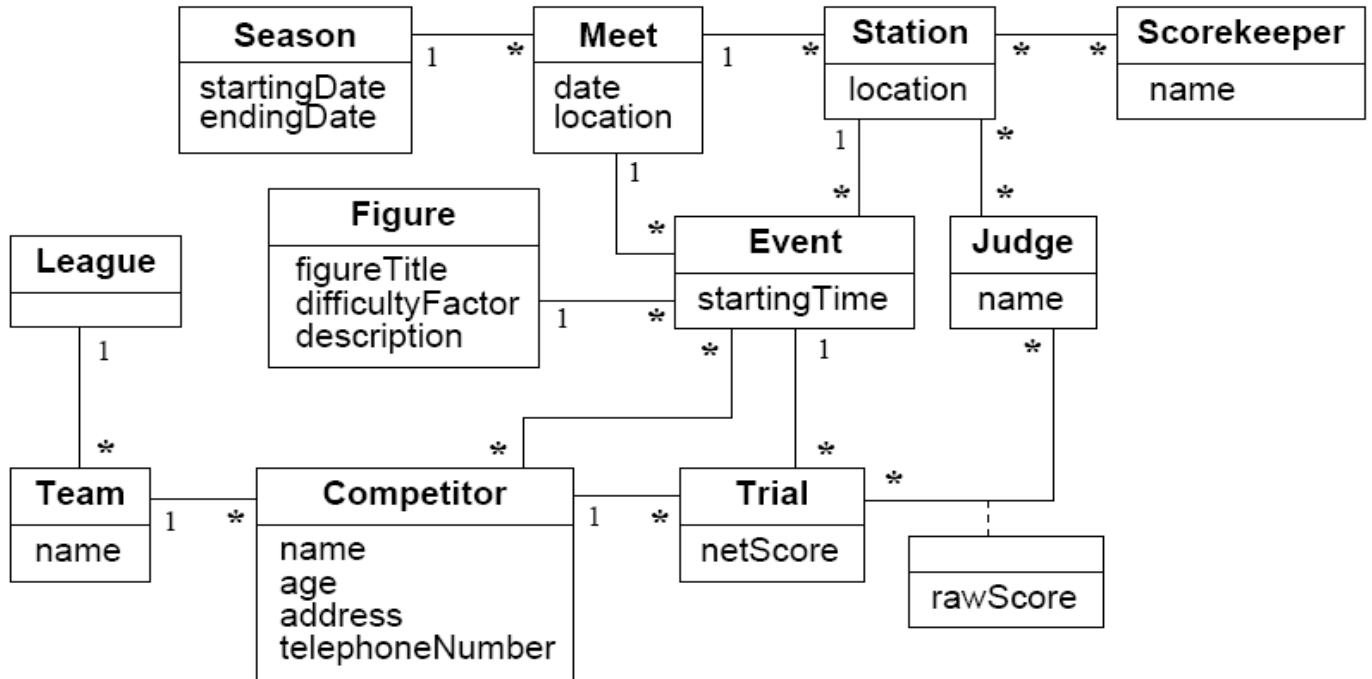 Season
startingDate
endingDate
1
*
Meet
date
location
1
*
Station
location
*
*
Scorekeeper
name
1
*
1
*
*
*
Figure
figureTitle
difficultyFactor
description
1
*
Event
startingTime
Judge
name
League
1
*
*
*
1
*
*
*
Team
name
1
*
Competitor
name
age
address
telephoneNumber
1
*
Trial
netScore
rawScore